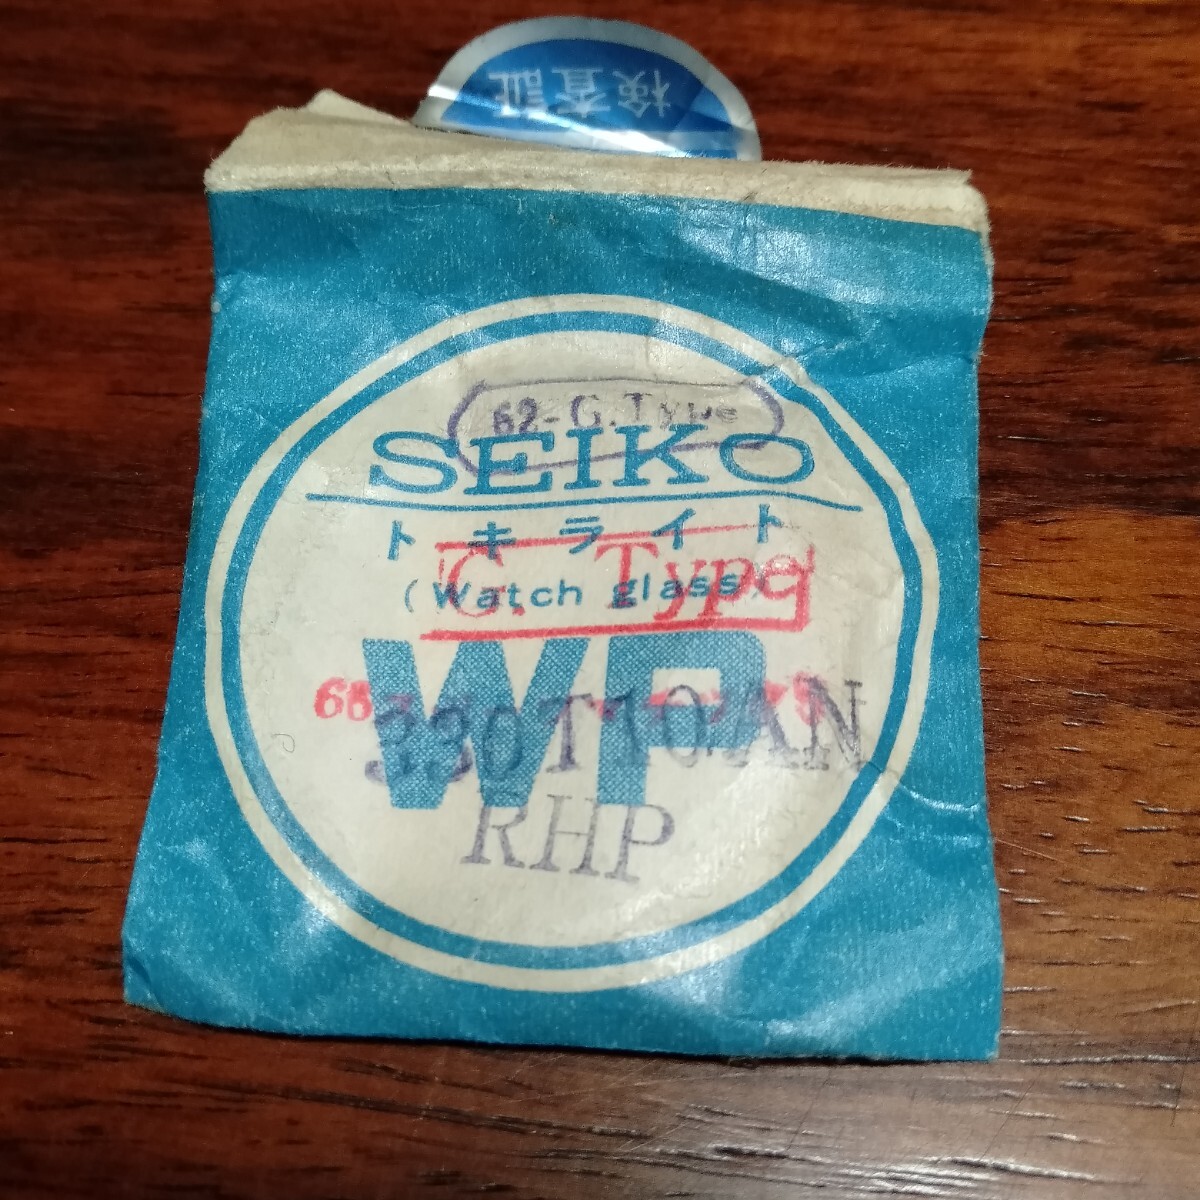 検査証
62-G.Type
SEIKO
トキライト
G. Type
(Watch glass)
WP
330T10AN
RHP